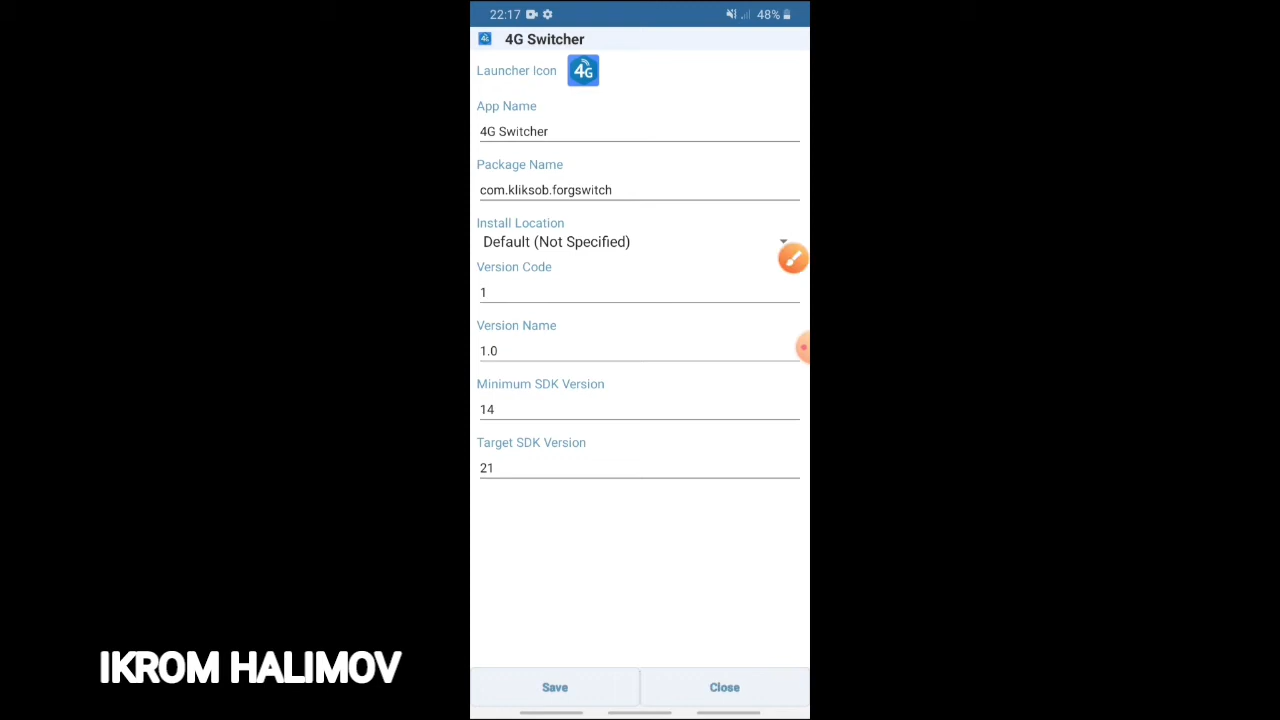 22:17 48%
4G Switcher
Launcher Icon 4G
App Name
4G Switcher
Package Name
com.kliksob.forgswitch
Install Location
Default (Not Specified)
Version Code
1
Version Name
1.0
Minimum SDK Version
14
Target SDK Version
21
IKROM HALIMOV
Save Close